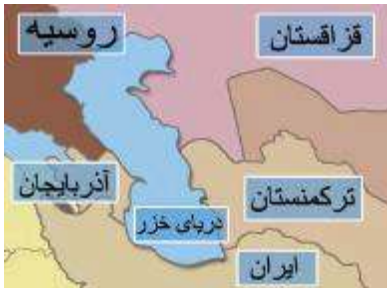 روسیه
قزاقستان
آذربایجان
ترکمنستان
دریای خزر
ایران